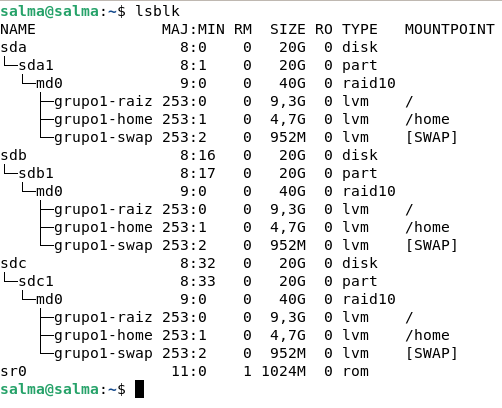 salma@salma:~$ lsblk
NAME              MAJ:MIN RM  SIZE RO TYPE   MOUNTPOINT
sda                 8:0    0   20G  0 disk
└─sda1              8:1    0   20G  0 part
  └─md0             9:0    0   40G  0 raid10
    ├─grupo1-raiz 253:0    0  9,3G  0 lvm    /
    ├─grupo1-home 253:1    0  4,7G  0 lvm    /home
    └─grupo1-swap 253:2    0  952M  0 lvm    [SWAP]
sdb                 8:16   0   20G  0 disk
└─sdb1              8:17   0   20G  0 part
  └─md0             9:0    0   40G  0 raid10
    ├─grupo1-raiz 253:0    0  9,3G  0 lvm    /
    ├─grupo1-home 253:1    0  4,7G  0 lvm    /home
    └─grupo1-swap 253:2    0  952M  0 lvm    [SWAP]
sdc                 8:32   0   20G  0 disk
└─sdc1              8:33   0   20G  0 part
  └─md0             9:0    0   40G  0 raid10
    ├─grupo1-raiz 253:0    0  9,3G  0 lvm    /
    ├─grupo1-home 253:1    0  4,7G  0 lvm    /home
    └─grupo1-swap 253:2    0  952M  0 lvm    [SWAP]
sr0                11:0    1 1024M  0 rom
salma@salma:~$